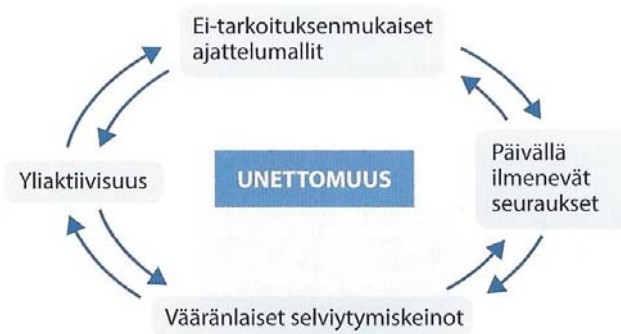 Ei-tarkoituksenmukaiset
ajattelumallit
Yliaktiivisuus
UNETTOMUUS
Päivällä
ilmenevät
seuraukset
Vääränlaiset selviytymiskeinot